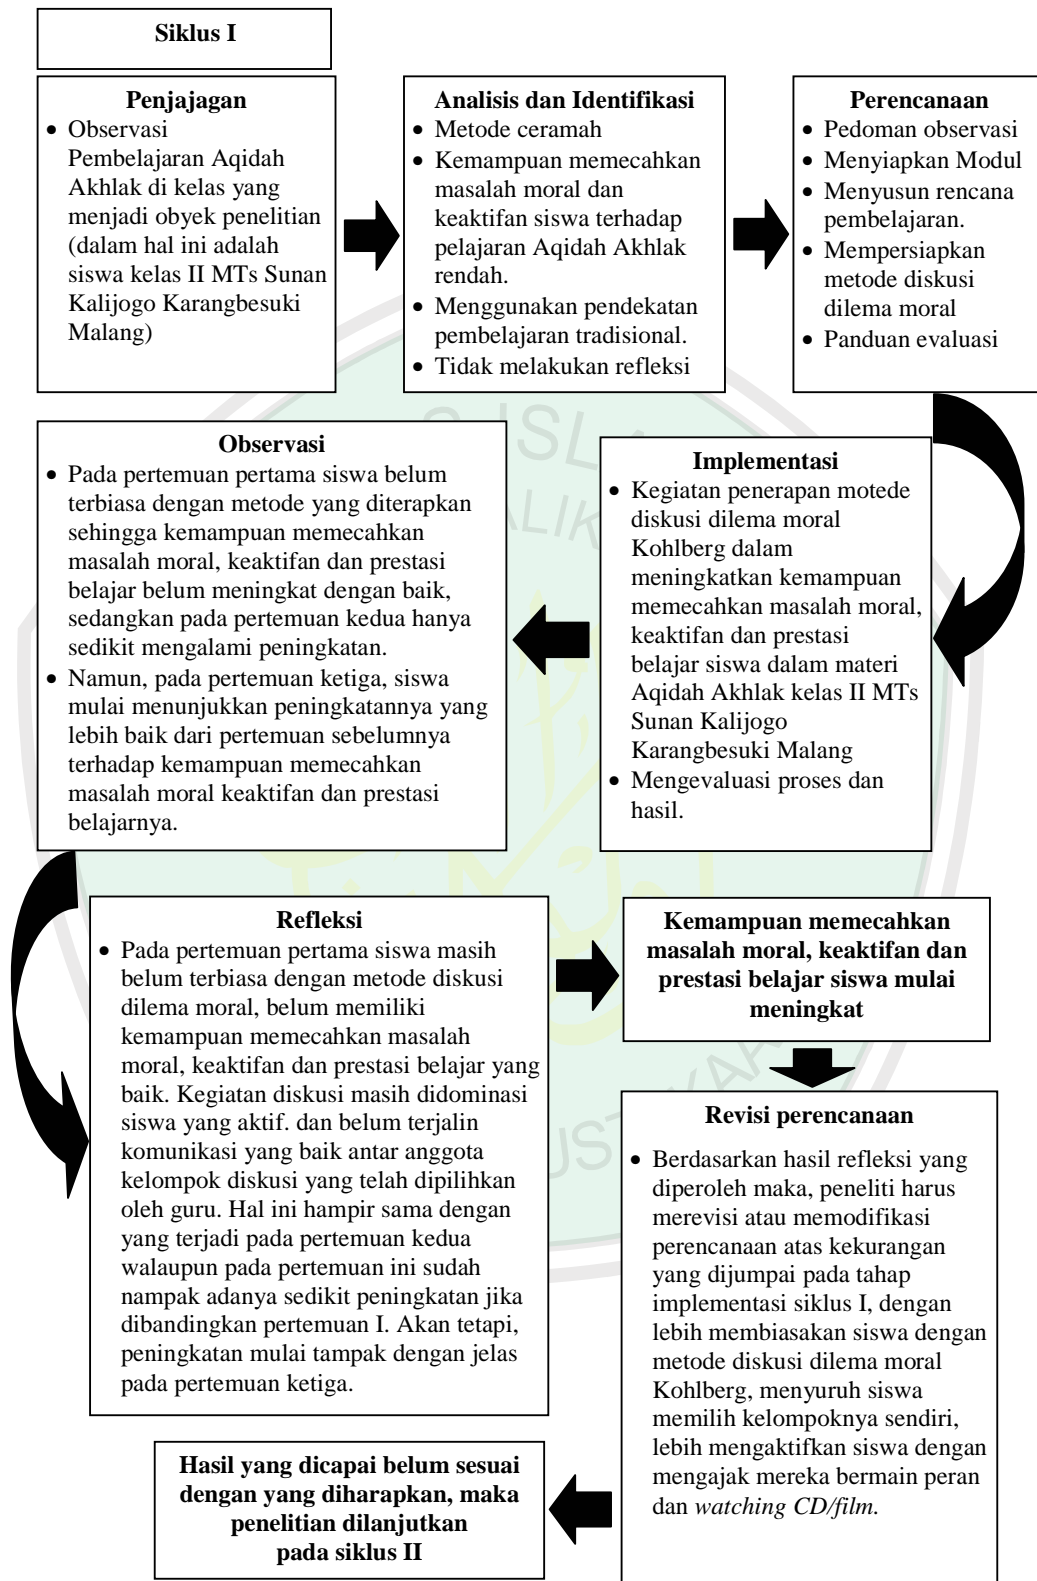 Siklus I
Penjajagan
• Observasi
Pembelajaran Aqidah
Akhlak di kelas yang
menjadi obyek penelitian
(dalam hal ini adalah
siswa kelas II MTs Sunan
Kalijogo Karangbesuki
Malang)
Analisis dan Identifikasi
• Metode ceramah
• Kemampuan memecahkan
masalah moral dan
keaktifan siswa terhadap
pelajaran Aqidah Akhlak
rendah.
• Menggunakan pendekatan
pembelajaran tradisional.
• Tidak melakukan refleksi
Perencanaan
• Pedoman observasi
• Menyiapkan Modul
• Menyusun rencana
pembelajaran.
• Mempersiapkan
metode diskusi
dilema moral
• Panduan evaluasi
Implementasi
• Kegiatan penerapan motede
diskusi dilema moral
Kohlberg dalam
meningkatkan kemampuan
memecahkan masalah moral,
keaktifan dan prestasi
belajar siswa dalam materi
Aqidah Akhlak kelas II MTs
Sunan Kalijogo
Karangbesuki Malang
• Mengevaluasi proses dan
hasil.
Observasi
• Pada pertemuan pertama siswa belum
terbiasa dengan metode yang diterapkan
sehingga kemampuan memecahkan
masalah moral, keaktifan dan prestasi
belajar belum meningkat dengan baik,
sedangkan pada pertemuan kedua hanya
sedikit mengalami peningkatan.
• Namun, pada pertemuan ketiga, siswa
mulai menunjukkan peningkatannya yang
lebih baik dari pertemuan sebelumnya
terhadap kemampuan memecahkan
masalah moral keaktifan dan prestasi
belajarnya.
Refleksi
• Pada pertemuan pertama siswa masih
belum terbiasa dengan metode diskusi
dilema moral, belum memiliki
kemampuan memecahkan masalah
moral, keaktifan dan prestasi belajar yang
baik. Kegiatan diskusi masih didominasi
siswa yang aktif. dan belum terjalin
komunikasi yang baik antar anggota
kelompok diskusi yang telah dipilihkan
oleh guru. Hal ini hampir sama dengan
yang terjadi pada pertemuan kedua
walaupun pada pertemuan ini sudah
nampak adanya sedikit peningkatan jika
dibandingkan pertemuan I. Akan tetapi,
peningkatan mulai tampak dengan jelas
pada pertemuan ketiga.
Kemampuan memecahkan
masalah moral, keaktifan dan
prestasi belajar siswa mulai
meningkat
Revisi perencanaan
• Berdasarkan hasil refleksi yang
diperoleh maka, peneliti harus
merevisi atau memodifikasi
perencanaan atas kekurangan
yang dijumpai pada tahap
implementasi siklus I, dengan
lebih membiasakan siswa dengan
metode diskusi dilema moral
Kohlberg, menyuruh siswa
memilih kelompoknya sendiri,
lebih mengaktifkan siswa dengan
mengajak mereka bermain peran
dan watching CD/film.
Hasil yang dicapai belum sesuai
dengan yang diharapkan, maka
penelitian dilanjutkan
pada siklus II